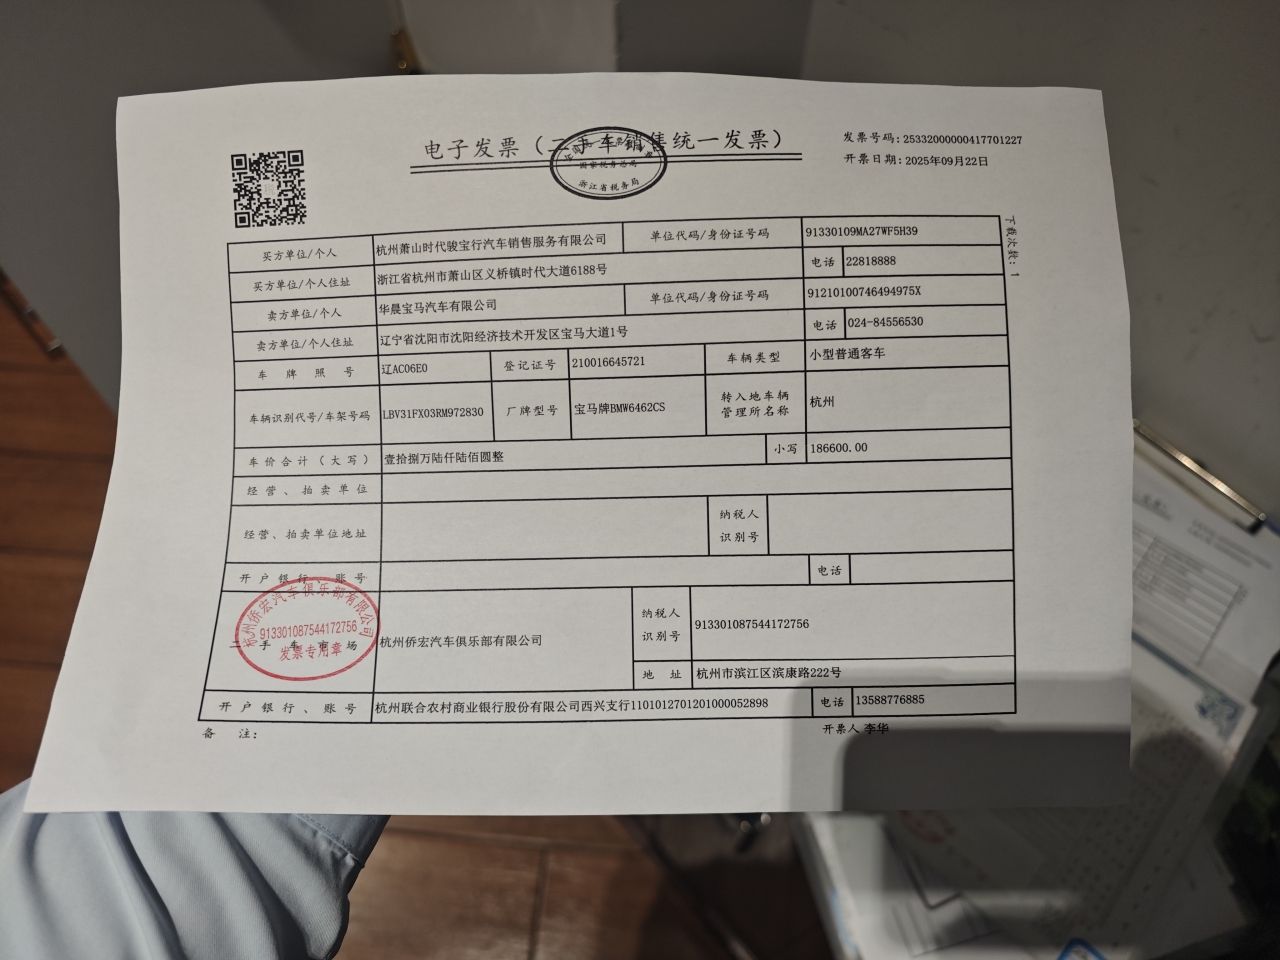 电子发票（二手车销售统一发票）
国家税务总局
浙江省税务局
发票号码: 25332000000417701227
开票日期: 2025年09月22日
下载次数: 1
买方单位/个人 杭州萧山时代骏宝行汽车销售服务有限公司 单位代码/身份证号码 91330109MA27WF5H39
买方单位/个人住址 浙江省杭州市萧山区义桥镇时代大道6188号 电话 22818888
卖方单位/个人 华晨宝马汽车有限公司 单位代码/身份证号码 91210100746494975X
卖方单位/个人住址 辽宁省沈阳市沈阳经济技术开发区宝马大道1号 电话 024-84556530
车牌照号 辽AC06E0 登记证号 210016645721 车辆类型 小型普通客车
车辆识别代号/车架号码 LBV31FX03RM972830 厂牌型号 宝马牌BMW6462CS 转入地车辆管理所名称 杭州
车价合计（大写） 壹拾捌万陆仟陆佰圆整 小写 186600.00
经营、拍卖单位
经营、拍卖单位地址 纳税人识别号
开户银行、账号 电话
二手车市场 杭州侨宏汽车俱乐部有限公司 纳税人识别号 913301087544172756
地址 杭州市滨江区滨康路222号
杭州侨宏汽车俱乐部有限公司
913301087544172756
发票专用章
开户银行、账号 杭州联合农村商业银行股份有限公司西兴支行1101012701201000052898 电话 13588776885
备注: 开票人 李华